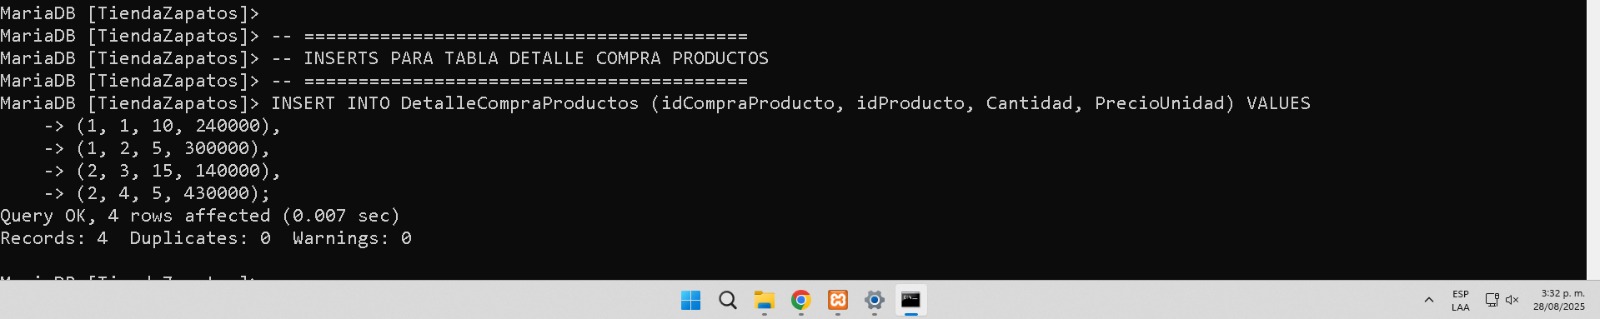 MariaDB [TiendaZapatos]>
MariaDB [TiendaZapatos]> -- =========================================
MariaDB [TiendaZapatos]> -- INSERTS PARA TABLA DETALLE COMPRA PRODUCTOS
MariaDB [TiendaZapatos]> -- =========================================
MariaDB [TiendaZapatos]> INSERT INTO DetalleCompraProductos (idCompraProducto, idProducto, Cantidad, PrecioUnidad) VALUES
    -> (1, 1, 10, 240000),
    -> (1, 2, 5, 300000),
    -> (2, 3, 15, 140000),
    -> (2, 4, 5, 430000);
Query OK, 4 rows affected (0.007 sec)
Records: 4  Duplicates: 0  Warnings: 0
MariaDB [TiendaZapatos]>
ESP
LAA
3:32 p. m.
28/08/2025